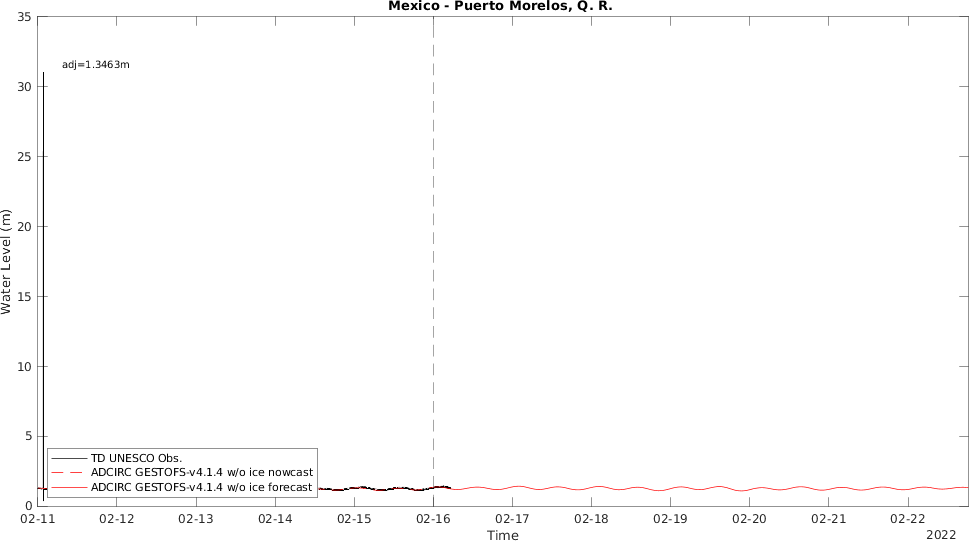 Mexico - Puerto Morelos, Q. R.
35
adj=1.3463m
30
25
20
15
10
5
0
Water Level (m)
TD UNESCO Obs.
ADCIRC GESTOFS-v4.1.4 w/o ice nowcast
ADCIRC GESTOFS-v4.1.4 w/o ice forecast
02-11 02-12 02-13 02-14 02-15 02-16 02-17 02-18 02-19 02-20 02-21 02-22
Time
2022